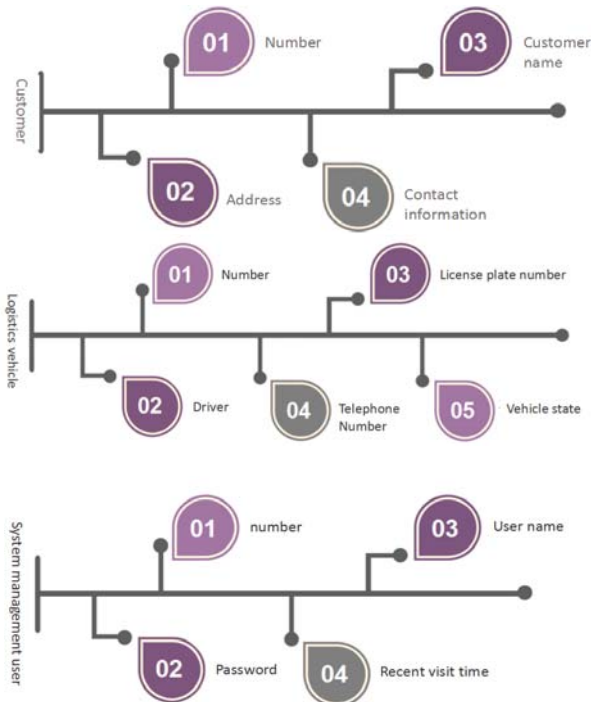 Customer
01
Number
03
Customer
name
02
Address
04
Contact
information
Logistics vehicle
01
Number
03
License plate number
02
Driver
04
Telephone
Number
05
Vehicle state
System management user
01
number
03
User name
02
Password
04
Recent visit time